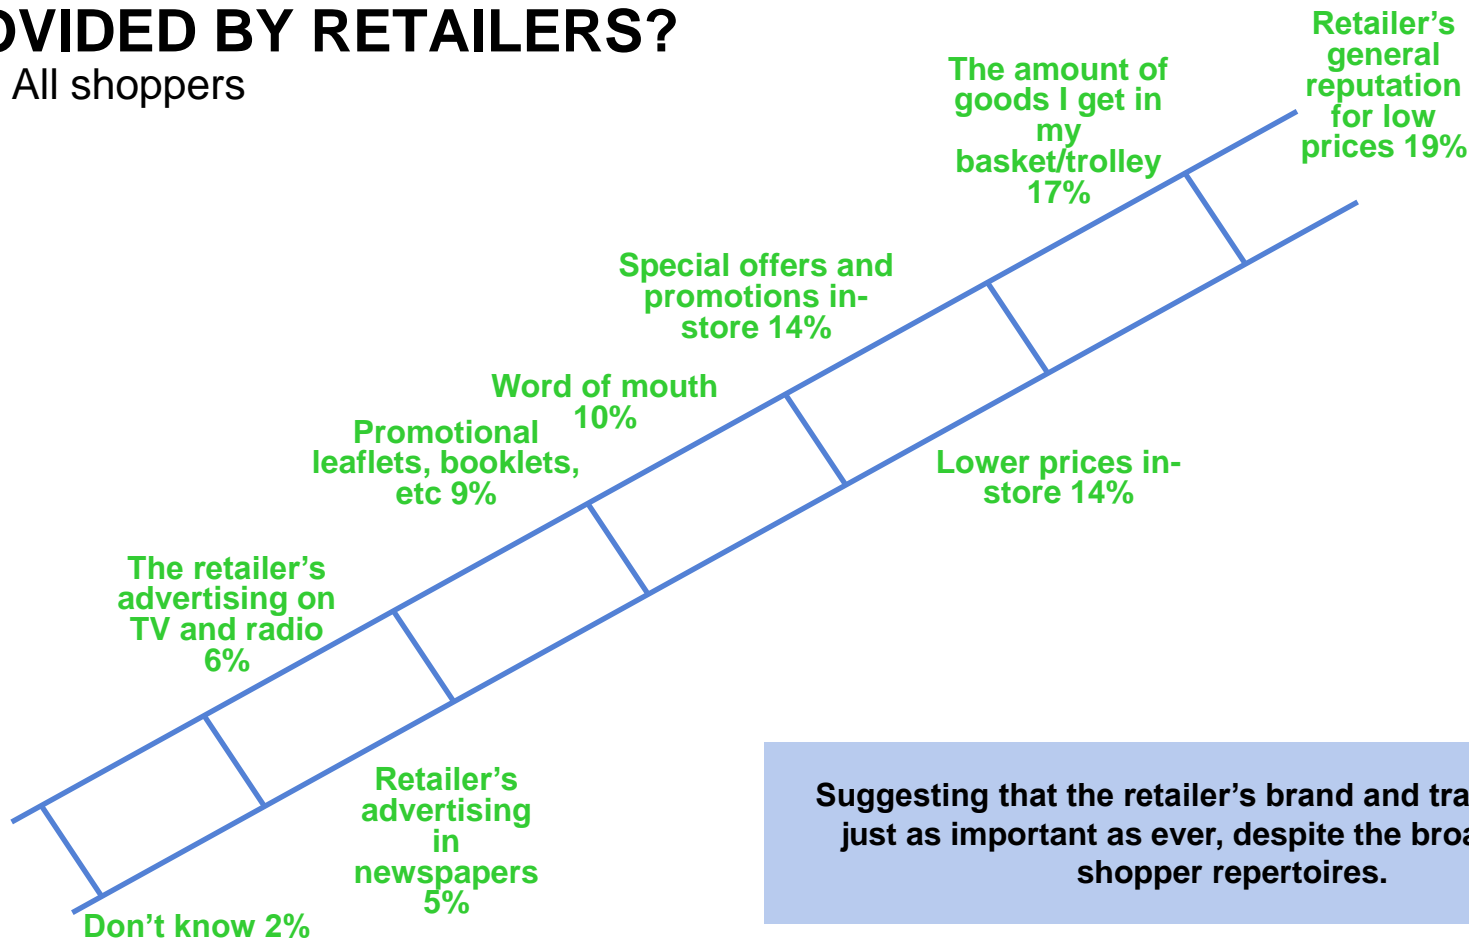 OVIDED BY RETAILERS?
All shoppers
Retailer’s
general
reputation
for low
prices 19%
The amount of
goods I get in
my
basket/trolley
17%
Special offers and
promotions in-
store 14%
Word of mouth
10%
Promotional
leaflets, booklets,
etc 9%
Lower prices in-
store 14%
The retailer’s
advertising on
TV and radio
6%
Retailer’s
advertising
in
newspapers
5%
Don’t know 2%
Suggesting that the retailer’s brand and
just as important as ever, despite the
shopper repertoires.